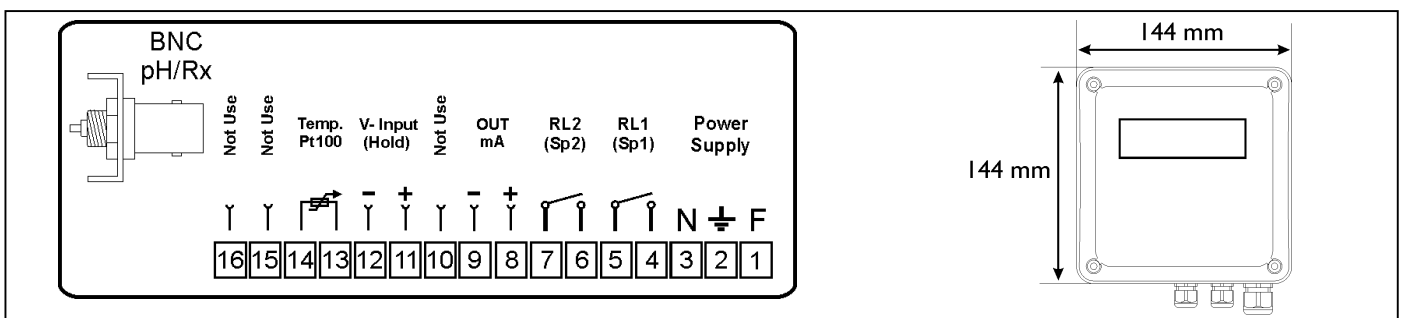 BNC
pH/Rx
Not Use
Not Use
Temp.
Pt100
V- Input
(Hold)
Not Use
OUT
mA
RL2
(Sp2)
RL1
(Sp1)
Power
Supply
- + - + N F
16 15 14 13 12 11 10 9 8 7 6 5 4 3 2 1
144 mm
144 mm